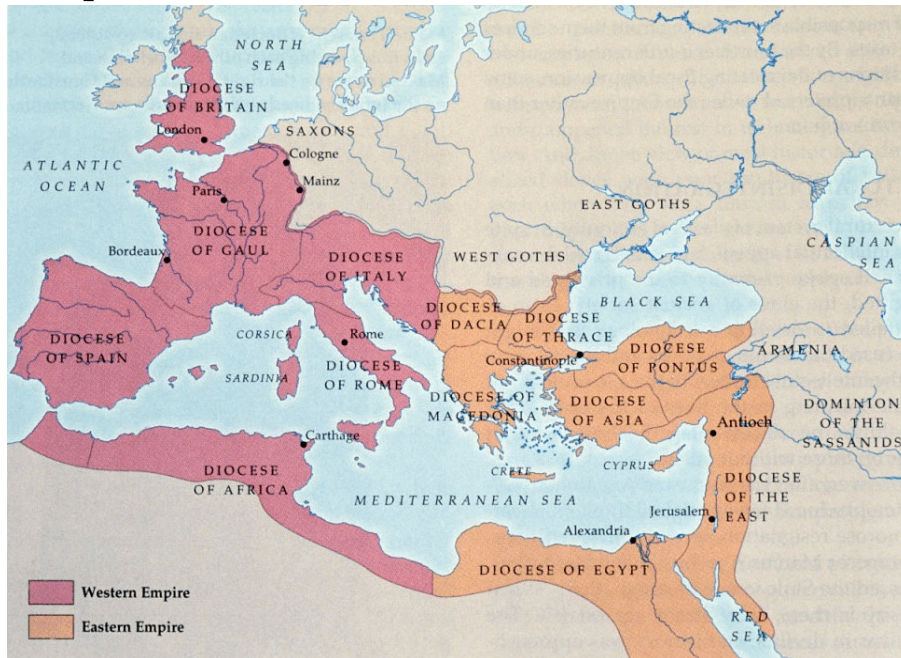 NORTH
SEA
DIOCESE
OF BRITAIN
London
SAXONS
Cologne
Mainz
ATLANTIC
OCEAN
Paris
DIOCESE
OF GAUL
Bordeaux
DIOCESE
OF ITALY
WEST GOTHS
EAST GOTHS
CASPIAN
SEA
BLACK SEA
DIOCESE
OF DACIA
DIOCESE
OF THRACE
Constantinople
DIOCESE
OF PONTUS
ARMENIA
DIOCESE
OF SPAIN
CORSICA
Rome
SARDINIA
DIOCESE
OF ROME
DIOCESE OF
MACEDONIA
DIOCESE
OF ASIA
DOMINION
OF THE
SASSANIDS
Antioch
Carthage
CRETE
CYPRUS
DIOCESE
OF AFRICA
MEDITERRANEAN SEA
DIOCESE
OF THE
EAST
Jerusalem
Alexandria
DIOCESE OF EGYPT
RED
SEA
Western Empire
Eastern Empire